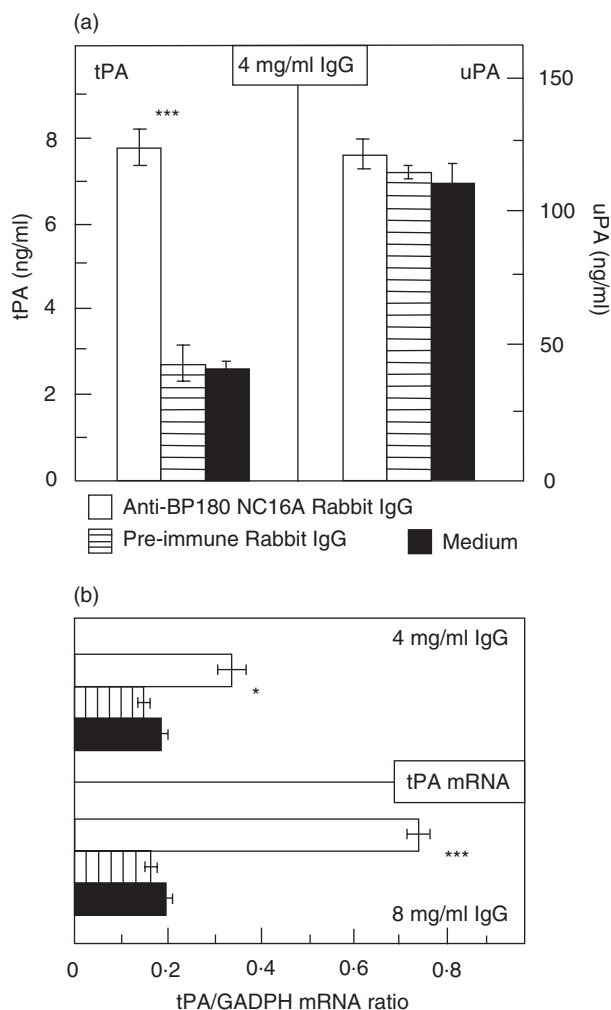 (a)
tPA
4 mg/ml IgG
uPA
***
8
6
4
2
0
tPA (ng/ml)
150
100
50
0
uPA (ng/ml)
Anti-BP180 NC16A Rabbit IgG
Pre-immune Rabbit IgG
Medium
(b)
4 mg/ml IgG
*
tPA mRNA
***
8 mg/ml IgG
0 0·2 0·4 0·6 0·8
tPA/GADPH mRNA ratio